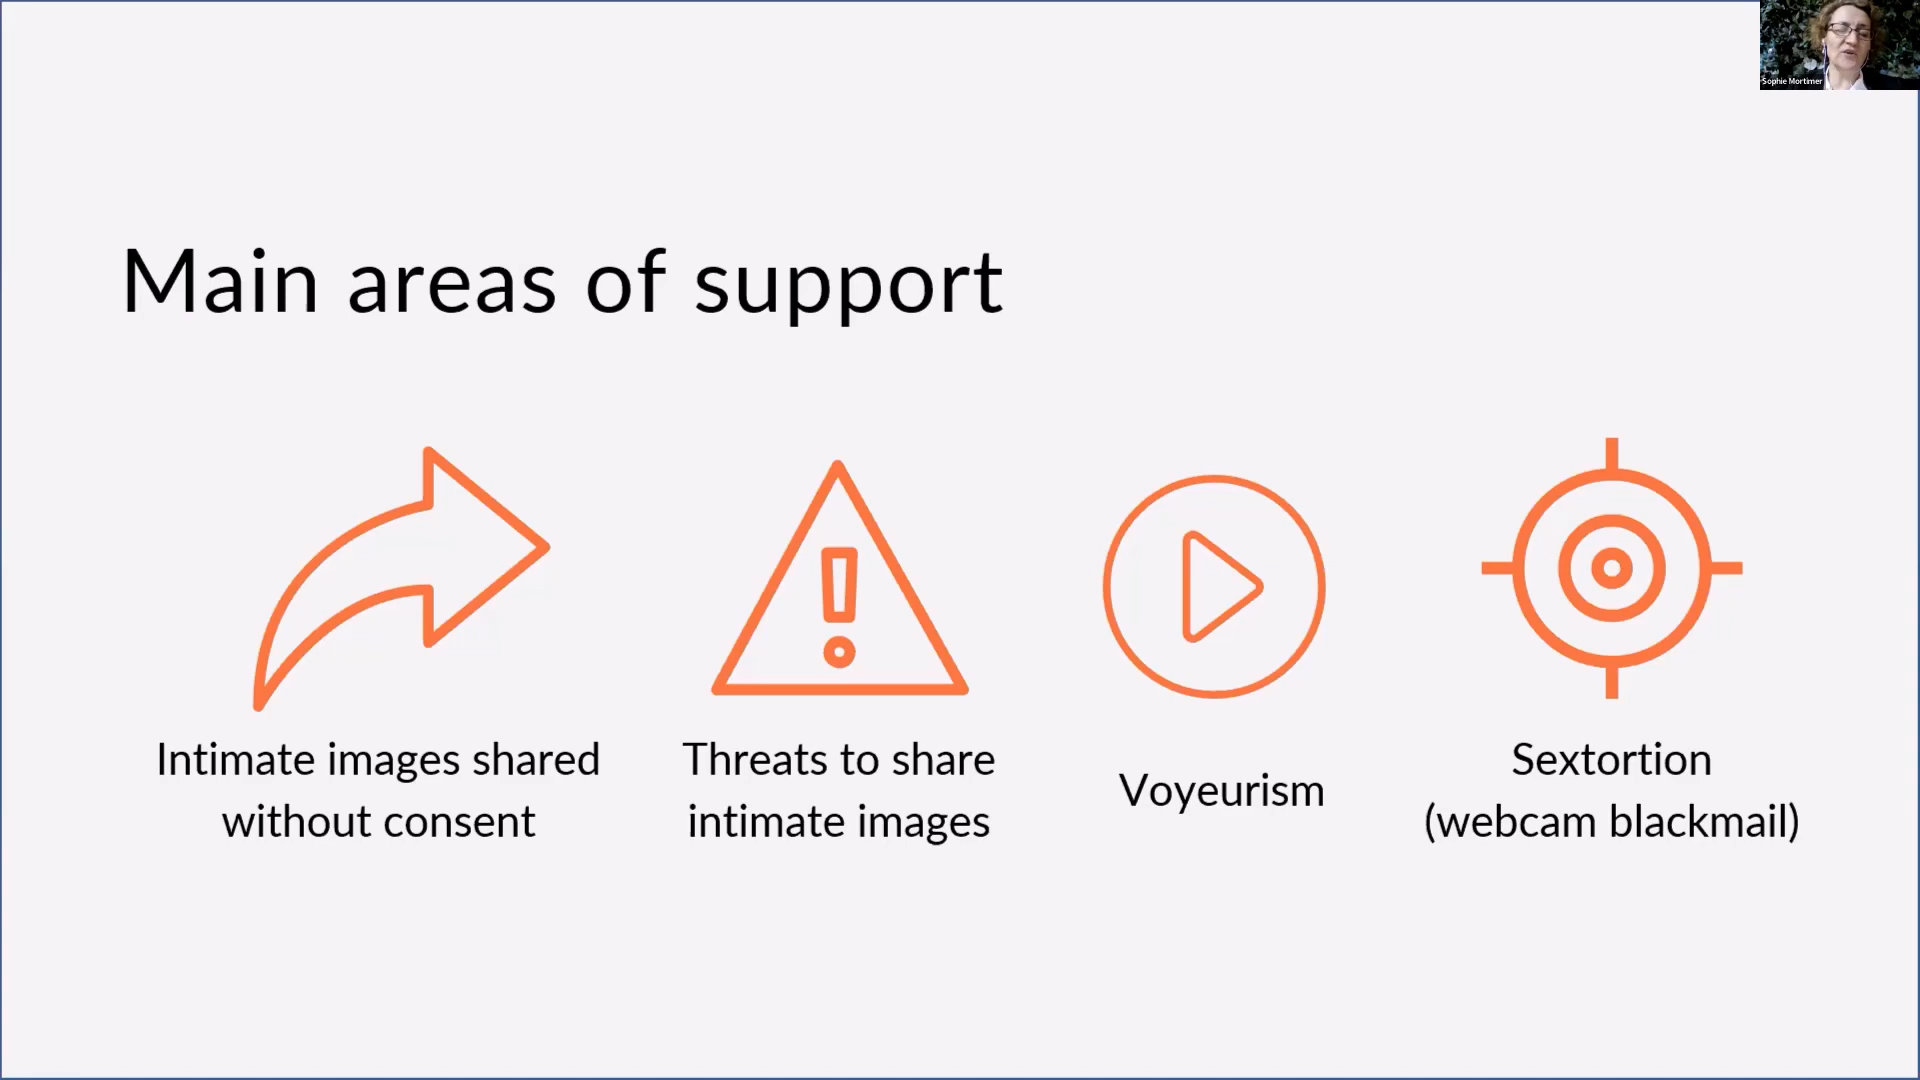 Sophie Mortimer
Main areas of support
Intimate images shared
without consent
Threats to share
intimate images
Voyeurism
Sextortion
(webcam blackmail)